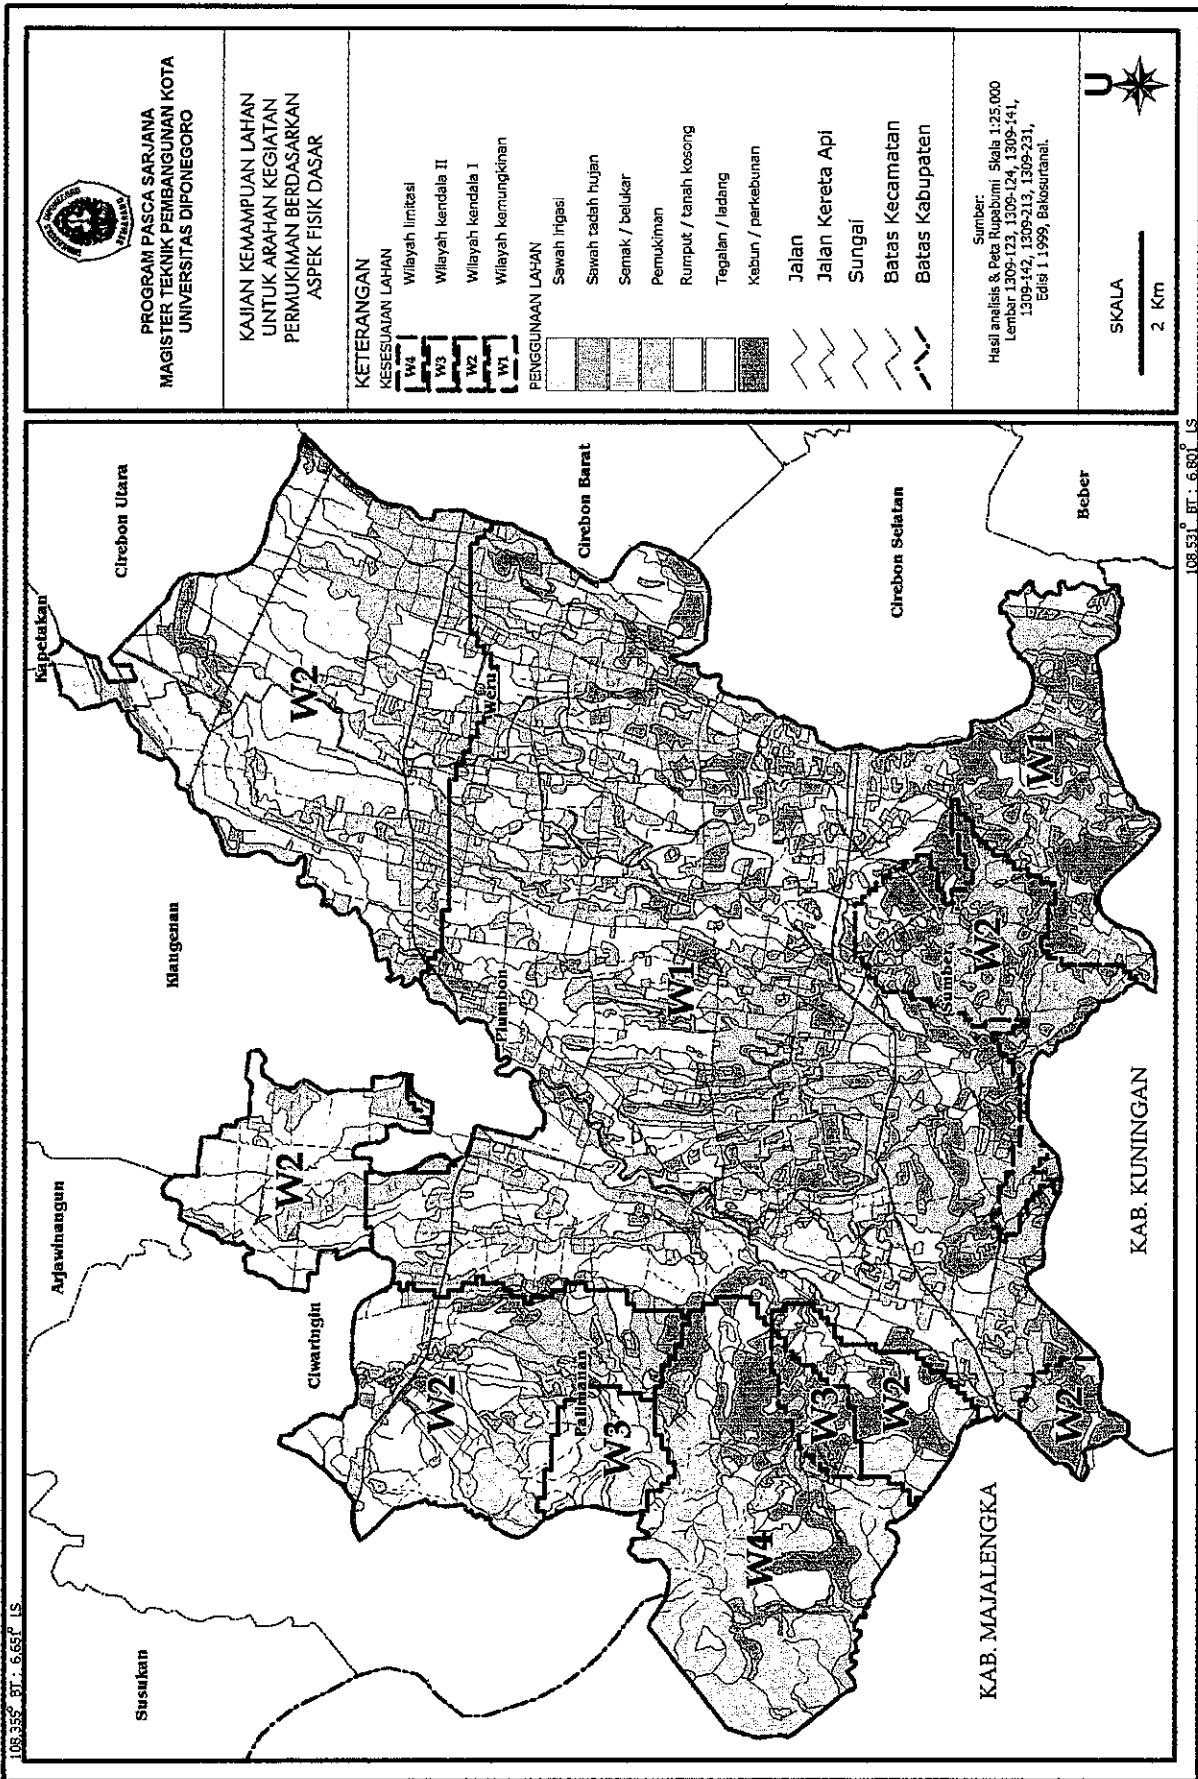 PROGRAM PASCA SARJANA
MAGISTER TEKNIK PEMBANGUNAN KOTA
UNIVERSITAS DIPONEGORO
KAJIAN KEMAMPUAN LAHAN
UNTUK ARAHAN KEGIATAN
PERMUKIMAN BERDASARKAN
ASPEK FISIK DASAR
KETERANGAN
KESESUAIAN LAHAN
W4 Wilayah limitasi
W3 Wilayah kendala II
W2 Wilayah kendala I
W1 Wilayah kemungkinan
PENGGUNAAN LAHAN
Sawah irigasi
Sawah tadah hujan
Semak / belukar
Pemukiman
Rumput / tanah kosong
Tegalan / ladang
Kebun / perkebunan
Jalan
Jalan Kereta Api
Sungai
Batas Kecamatan
Batas Kabupaten
Sumber:
Hasil analisis & Peta Rupabumi Skala 1:25.000
Lembar 1309-123, 1309-124, 1309-141,
1309-142, 1309-213, 1309-231,
Edisi I 1999, Bakosurtanal.
SKALA
2 Km
U
108.355° BT : 6.651° LS
Susukan
Arjawinangun
Ciwaringin
Klangenan
Kapetakan
Cirebon Utara
Cirebon Barat
Cirebon Selatan
Beber
KAB. KUNINGAN
KAB. MAJALENGKA
Palimanan
Plumbon
Weru
Sumber
W2
W2
W2
W3
W4
W3
W2
W2
W1
W2
W1
108.531° BT : 6.801° LS